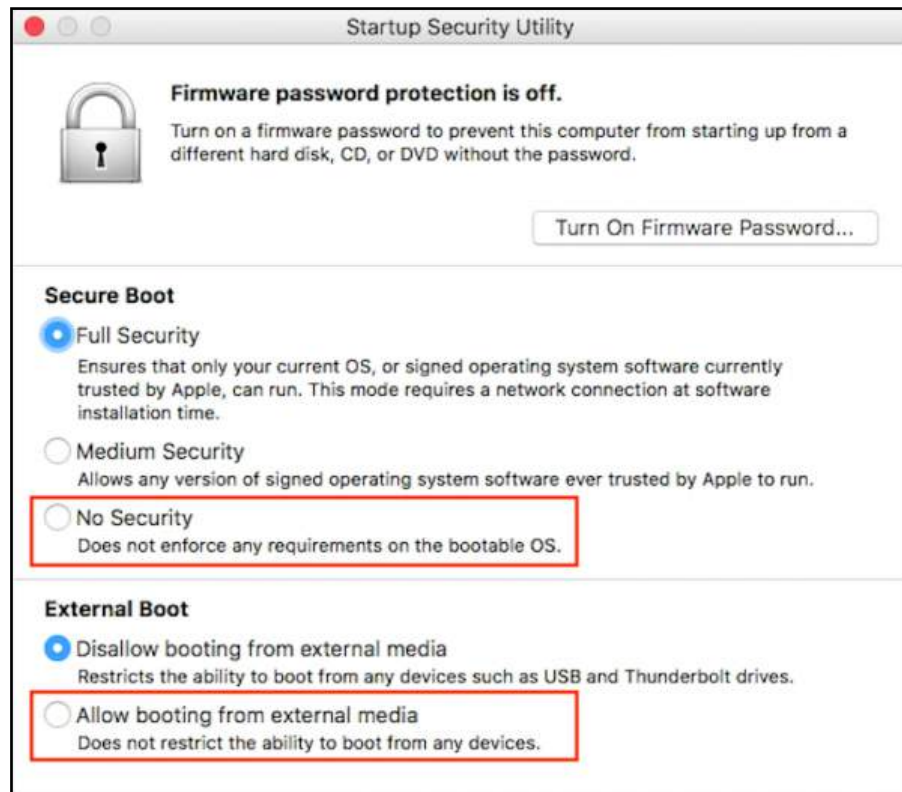 Startup Security Utility
Firmware password protection is off.
Turn on a firmware password to prevent this computer from starting up from a
different hard disk, CD, or DVD without the password.
Turn On Firmware Password...
Secure Boot
Full Security
Ensures that only your current OS, or signed operating system software currently
trusted by Apple, can run. This mode requires a network connection at software
installation time.
Medium Security
Allows any version of signed operating system software ever trusted by Apple to run.
No Security
Does not enforce any requirements on the bootable OS.
External Boot
Disallow booting from external media
Restricts the ability to boot from any devices such as USB and Thunderbolt drives.
Allow booting from external media
Does not restrict the ability to boot from any devices.